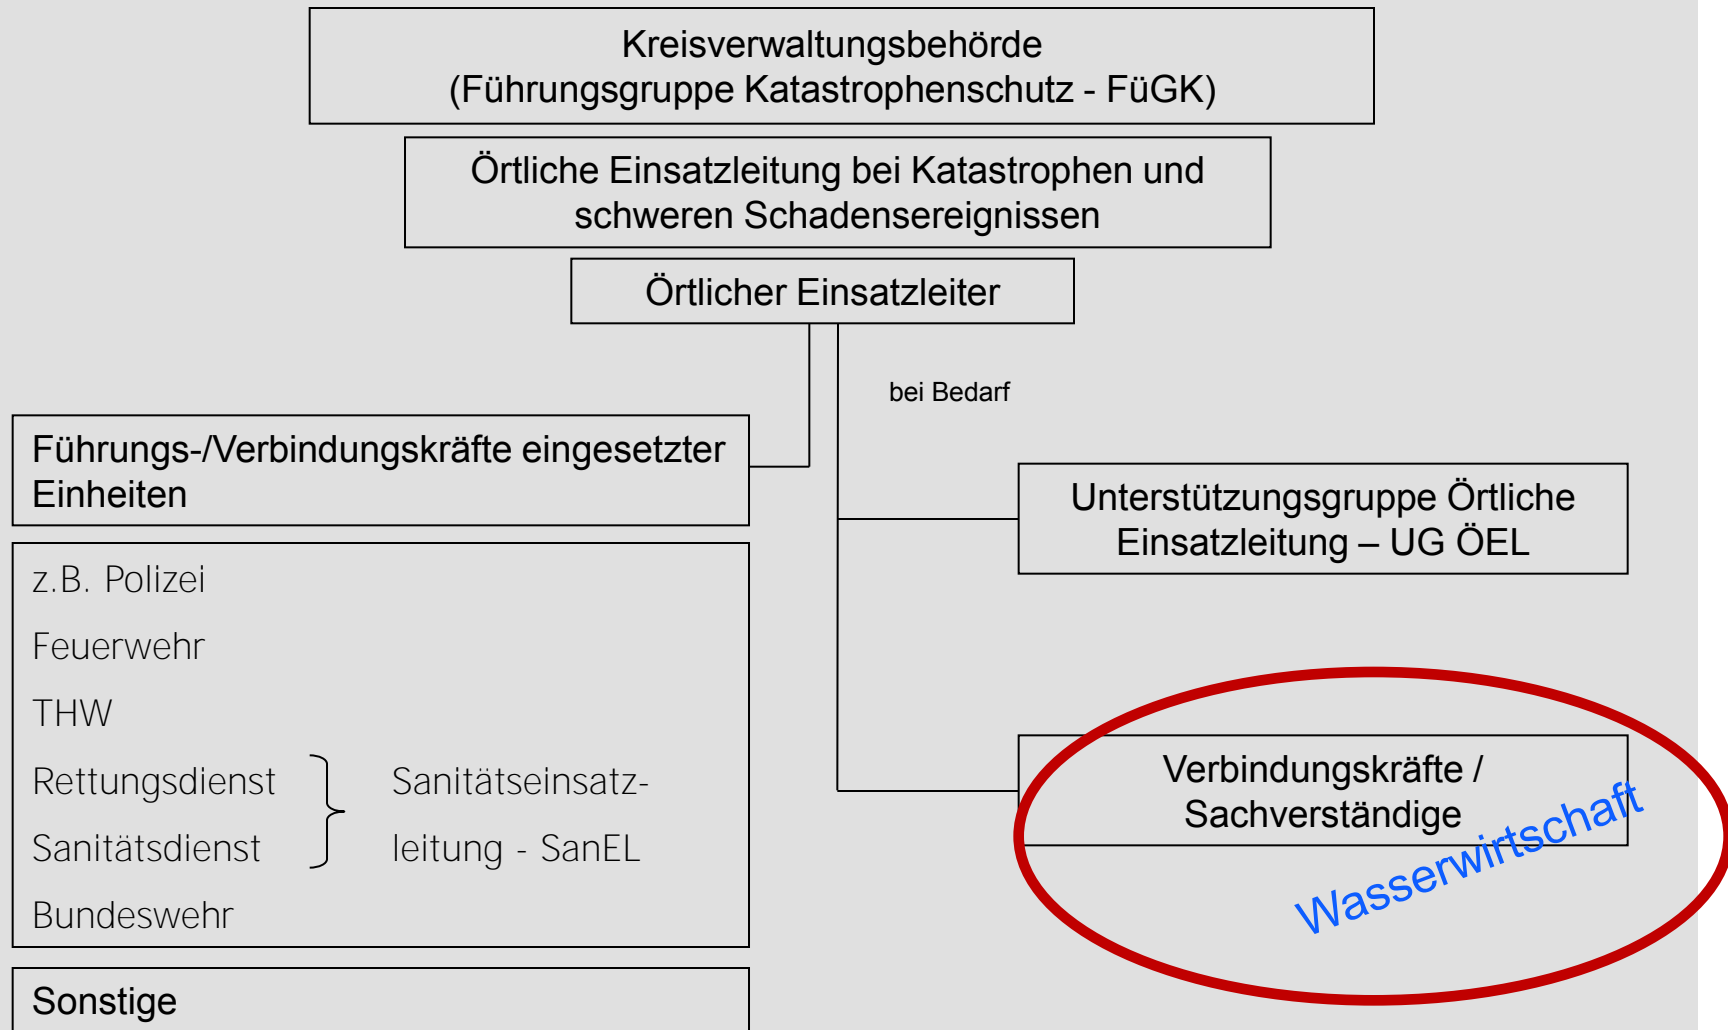 Kreisverwaltungsbehörde
(Führungsgruppe Katastrophenschutz - FüGK)
Örtliche Einsatzleitung bei Katastrophen und
schweren Schadensereignissen
Örtlicher Einsatzleiter
bei Bedarf
Führungs-/Verbindungskräfte eingesetzter
Einheiten
Unterstützungsgruppe Örtliche
Einsatzleitung – UG ÖEL
z.B. Polizei
Feuerwehr
THW
Rettungsdienst
Sanitätsdienst
Sanitätseinsatz-
leitung - SanEL
Bundeswehr
Verbindungskräfte /
Sachverständige
Wasserwirtschaft
Sonstige